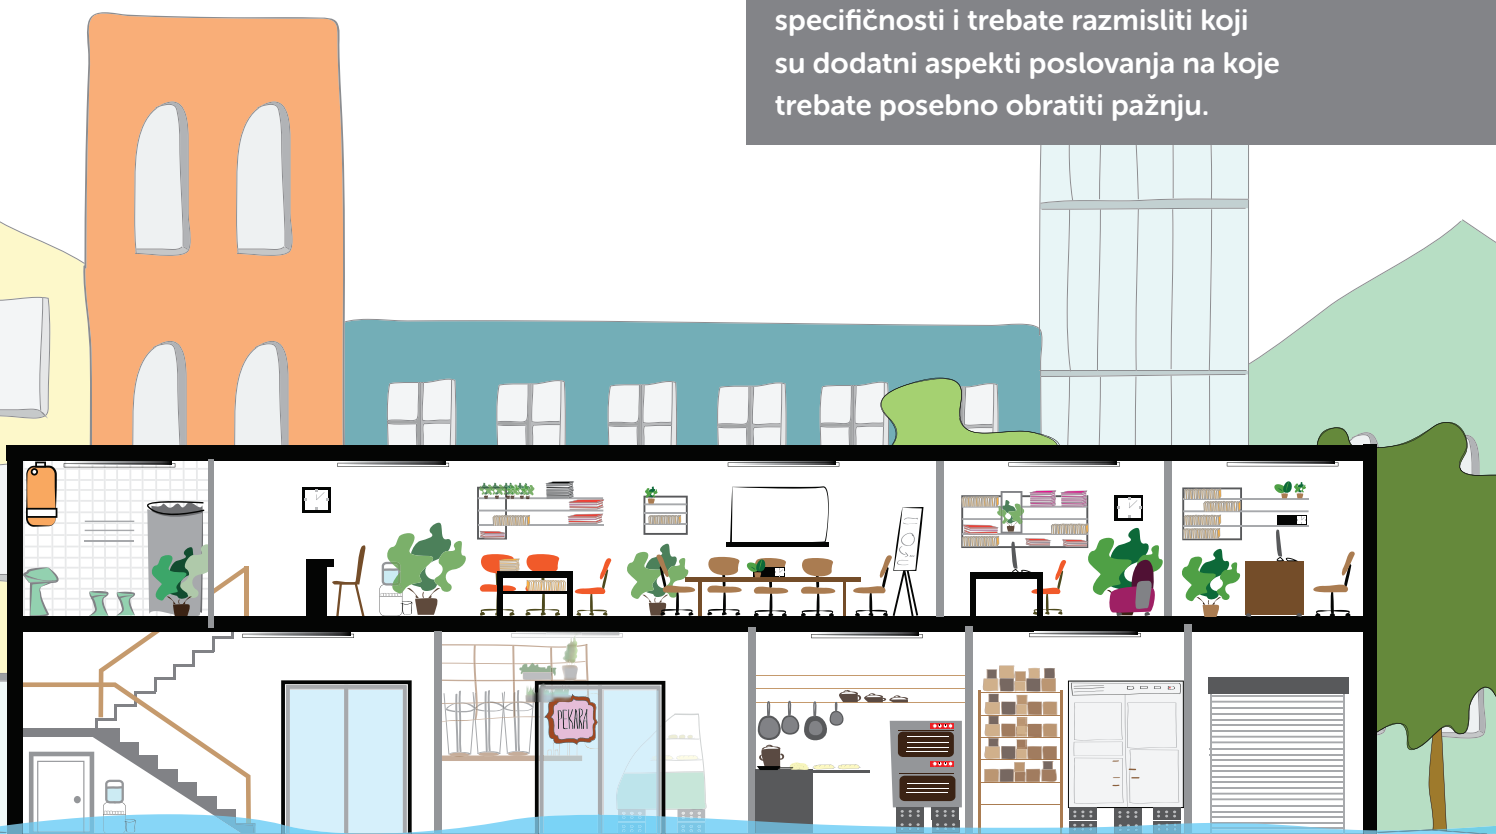 specifičnosti i trebate razmisliti koji
su dodatni aspekti poslovanja na koje
trebate posebno obratiti pažnju.
PEKARA